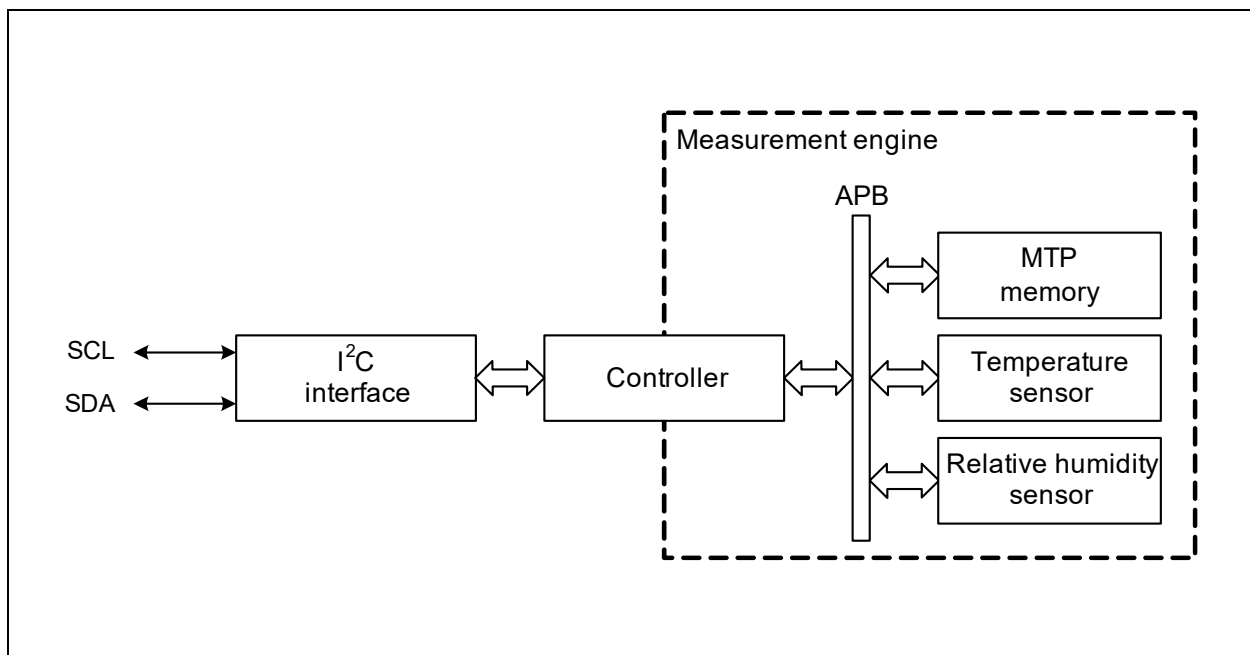 Measurement engine
APB
MTP
memory
SCL
SDA
I²C
interface
Controller
Temperature
sensor
Relative humidity
sensor